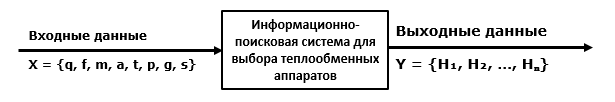 Входные данные
X = {q, f, m, a, t, p, g, s}
Информационно-
поисковая система для
выбора теплообменных
аппаратов
Выходные данные
Y = {H₁, H₂, ..., Hₙ}